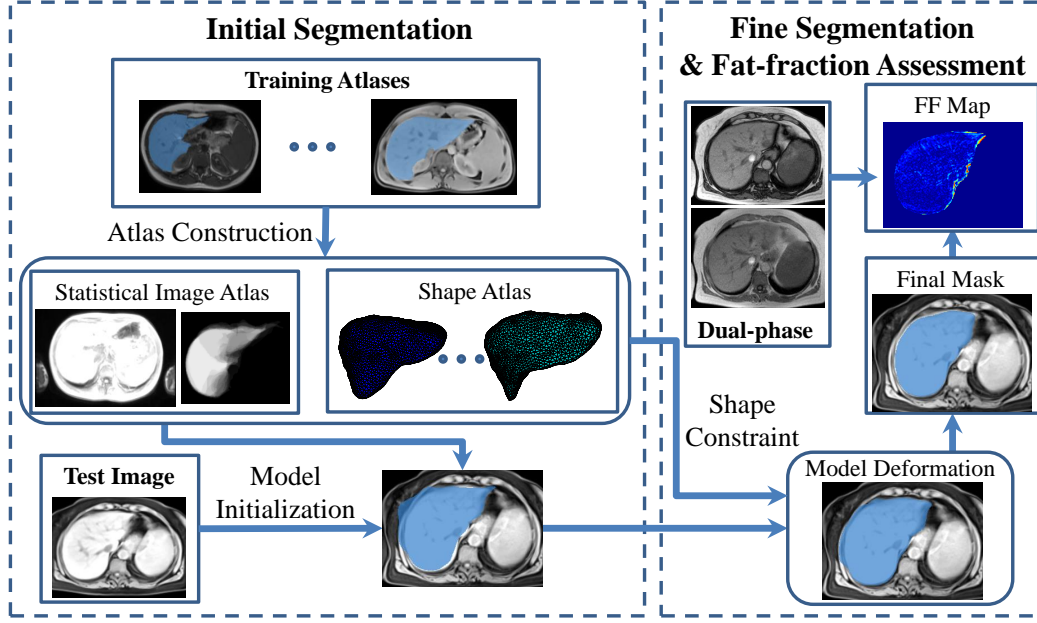 Initial Segmentation
Training Atlases
Atlas Construction
Statistical Image Atlas
Shape Atlas
Test Image
Model
Initialization
Fine Segmentation
& Fat-fraction Assessment
FF Map
Dual-phase
Final Mask
Shape
Constraint
Model Deformation